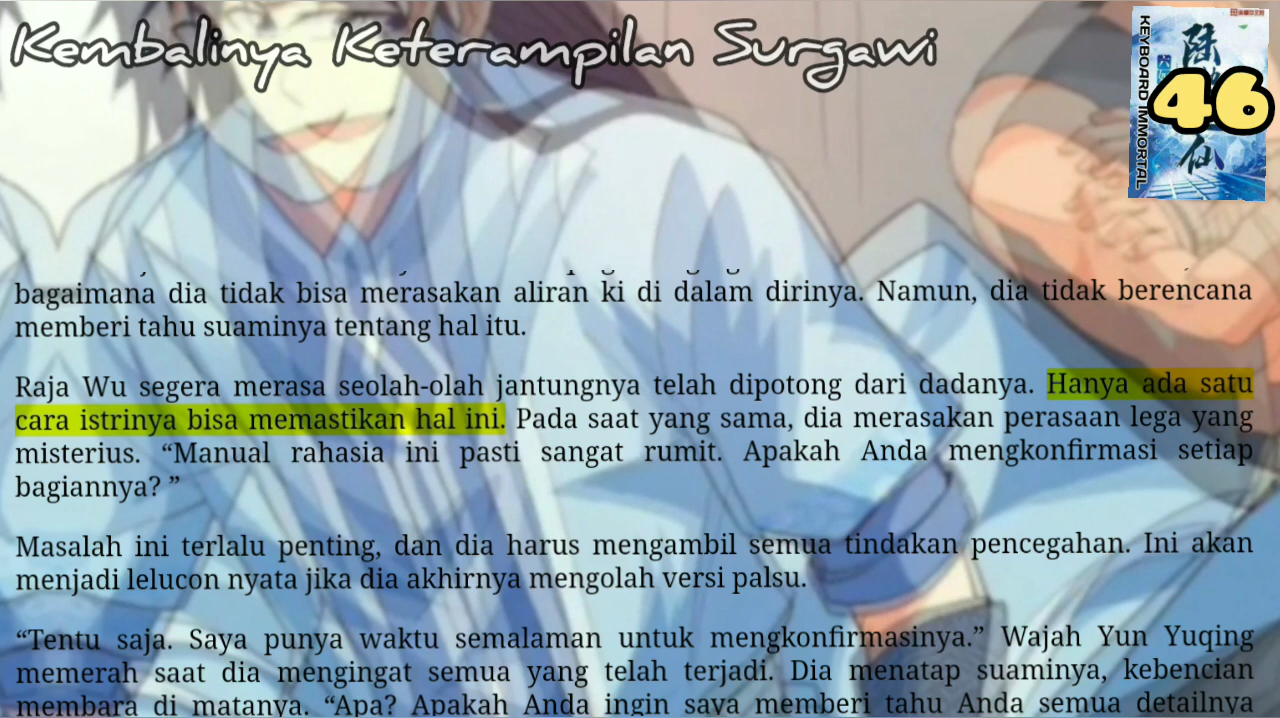 Kembalinya Keterampilan Surgawi
KEYBOARD IMMORTAL
46
仙
bagaimana dia tidak bisa merasakan aliran ki di dalam dirinya. Namun, dia tidak berencana
memberi tahu suaminya tentang hal itu.
Raja Wu segera merasa seolah-olah jantungnya telah dipotong dari dadanya. Hanya ada satu
cara istrinya bisa memastikan hal ini. Pada saat yang sama, dia merasakan perasaan lega yang
misterius. “Manual rahasia ini pasti sangat rumit. Apakah Anda mengkonfirmasi setiap
bagiannya? ”
Masalah ini terlalu penting, dan dia harus mengambil semua tindakan pencegahan. Ini akan
menjadi lelucon nyata jika dia akhirnya mengolah versi palsu.
“Tentu saja. Saya punya waktu semalaman untuk mengkonfirmasinya.” Wajah Yun Yuqing
memerah saat dia mengingat semua yang telah terjadi. Dia menatap suaminya, kebencian
membara di matanya. “Apa? Apakah Anda ingin saya memberi tahu Anda semua detailnya